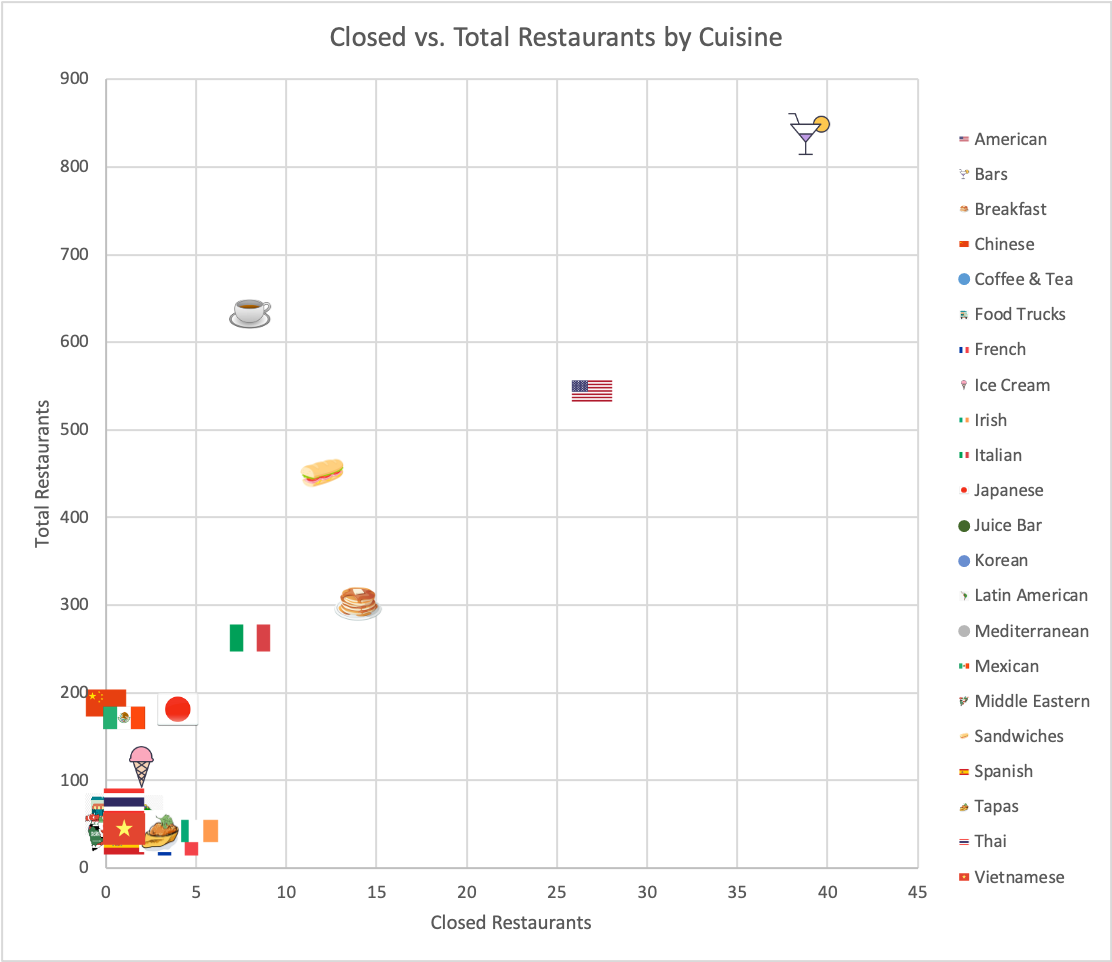 Closed vs. Total Restaurants by Cuisine
900
800
700
600
500
400
300
200
100
0
Total Restaurants
0 5 10 15 20 25 30 35 40 45
Closed Restaurants
American
Bars
Breakfast
Chinese
Coffee & Tea
Food Trucks
French
Ice Cream
Irish
Italian
Japanese
Juice Bar
Korean
Latin American
Mediterranean
Mexican
Middle Eastern
Sandwiches
Spanish
Tapas
Thai
Vietnamese